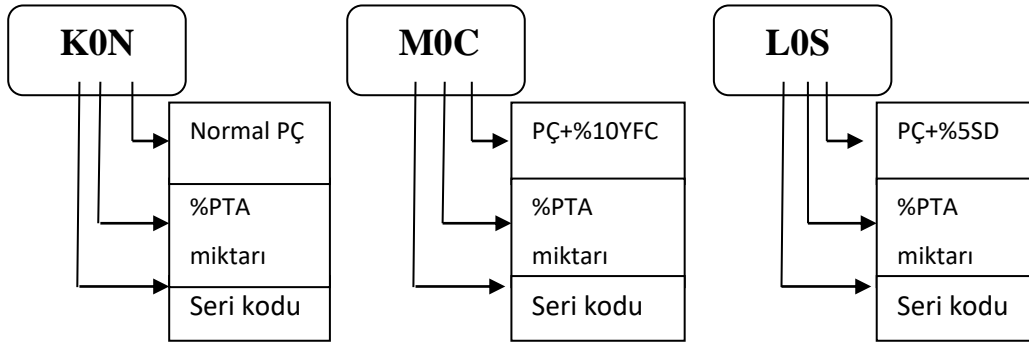 K0N
Normal PÇ
%PTA
miktarı
Seri kodu
M0C
PÇ+%10YFC
%PTA
miktarı
Seri kodu
L0S
PÇ+%5SD
%PTA
miktarı
Seri kodu